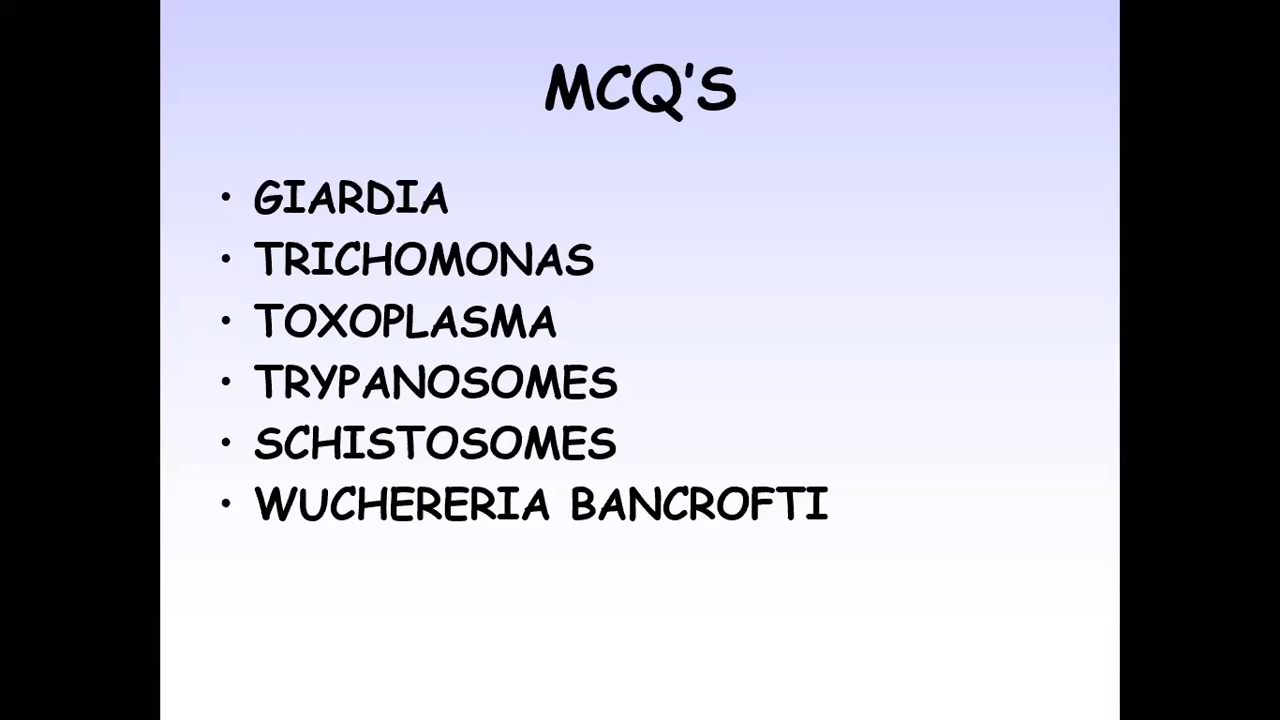 MCQ'S
• GIARDIA
• TRICHOMONAS
• TOXOPLASMA
• TRYPANOSOMES
• SCHISTOSOMES
• WUCHERERIA BANCROFTI